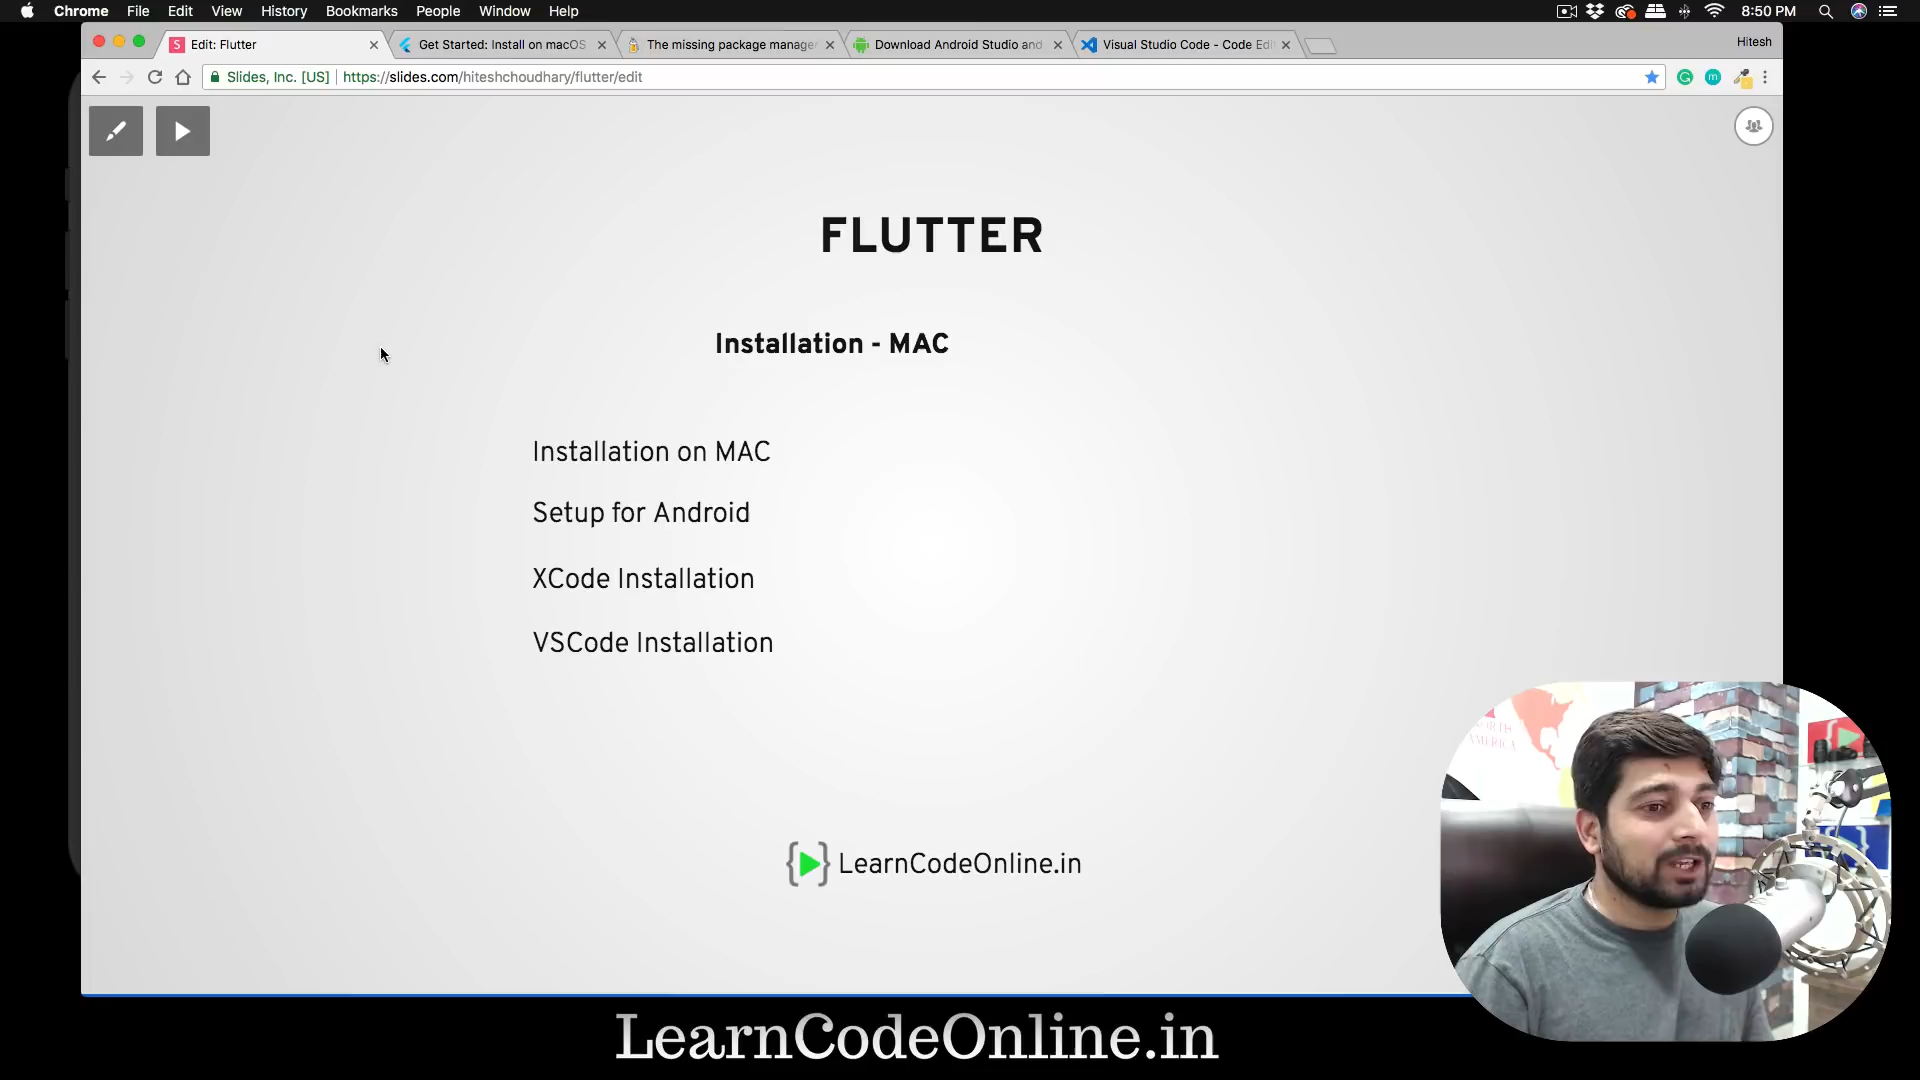 Chrome File Edit View History Bookmarks People Window Help 8:50 PM
Edit: Flutter Get Started: Install on macOS The missing package manage Download Android Studio and Visual Studio Code - Code Edi Hitesh
Slides, Inc. [US] https://slides.com/hiteshchoudhary/flutter/edit
FLUTTER
Installation - MAC
Installation on MAC
Setup for Android
XCode Installation
VSCode Installation
{▶} LearnCodeOnline.in
AMERICA
LearnCodeOnline.in